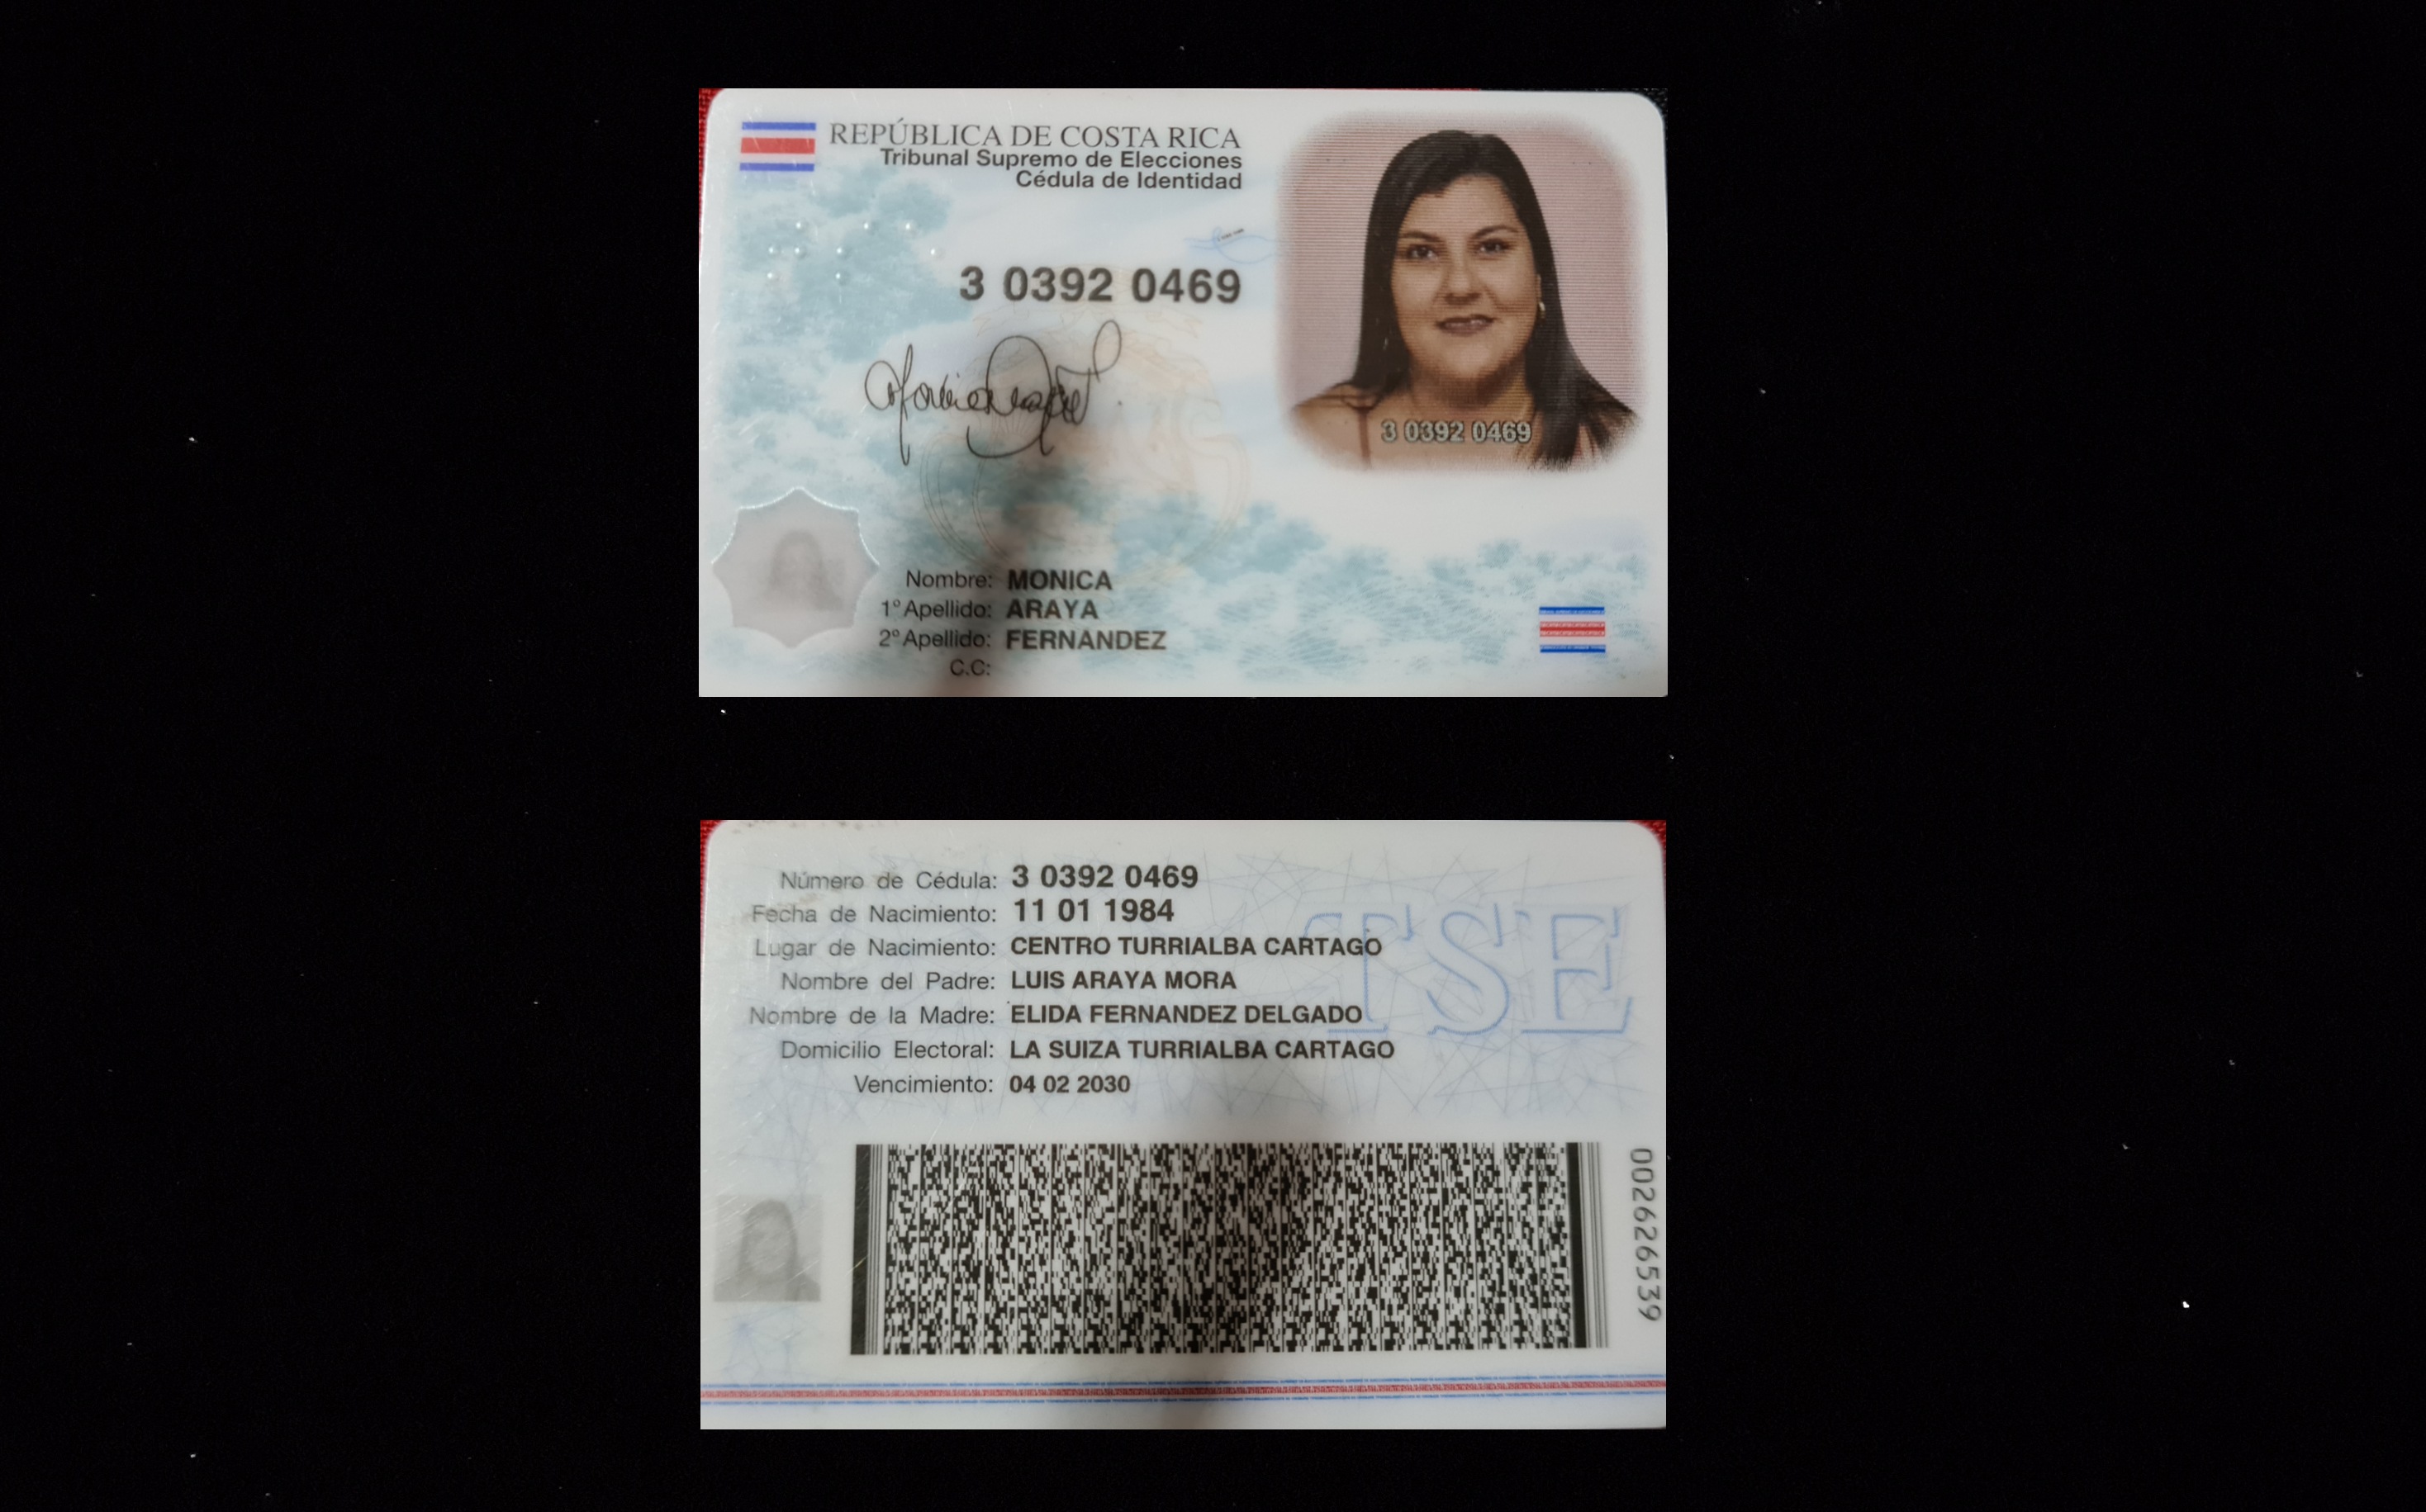 REPÚBLICA DE COSTA RICA
Tribunal Supremo de Elecciones
Cédula de Identidad
3 0392 0469
3 0392 0469
Nombre: MONICA
1º Apellido: ARAYA
2º Apellido: FERNANDEZ
C.C:
Número de Cédula: 3 0392 0469
Fecha de Nacimiento: 11 01 1984
Lugar de Nacimiento: CENTRO TURRIALBA CARTAGO
Nombre del Padre: LUIS ARAYA MORA
Nombre de la Madre: ELIDA FERNANDEZ DELGADO
Domicilio Electoral: LA SUIZA TURRIALBA CARTAGO
Vencimiento: 04 02 2030
TSE
002626539